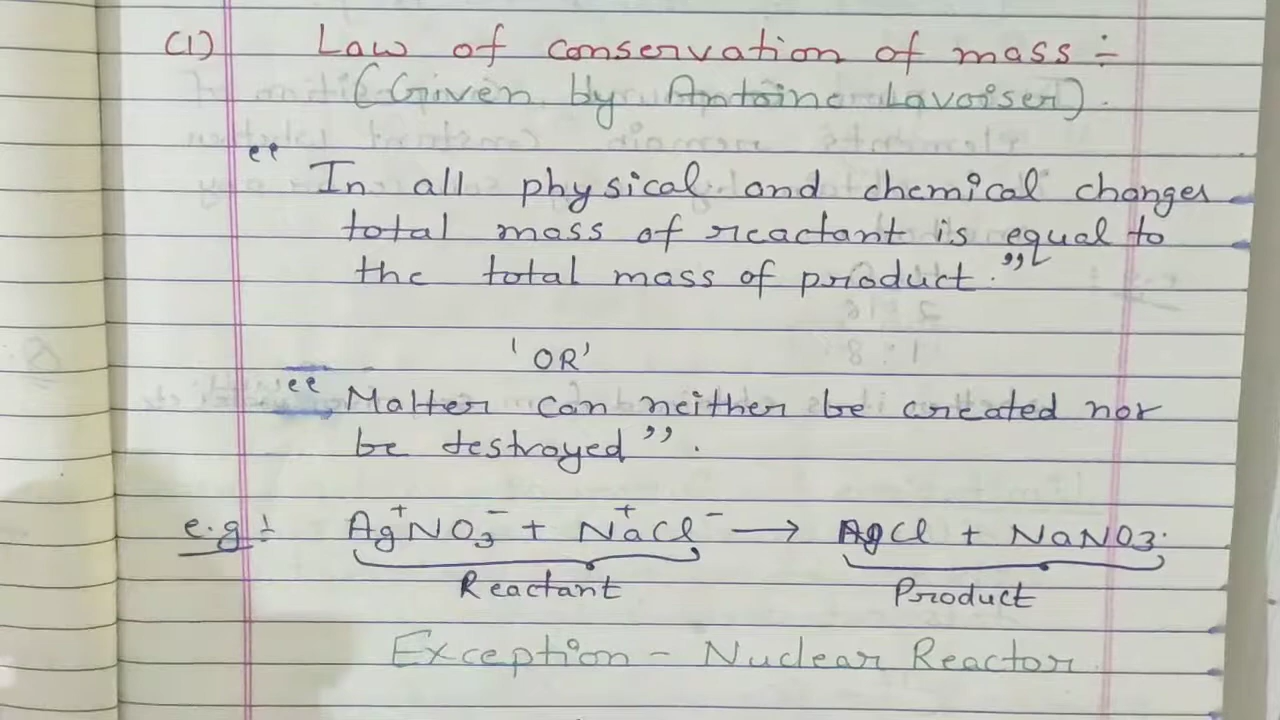 (1) Law of conservation of mass ÷
(Given by Antoine Lavoiser).
"In all physical and chemical changes
total mass of reactant is equal to
the total mass of product."
'OR'
"Matter can neither be created nor
be destroyed".
e.g:- Ag⁺NO₃⁻ + Na⁺Cl⁻ → AgCl + NaNO₃.
Reactant Product
Exception - Nuclear Reactor.